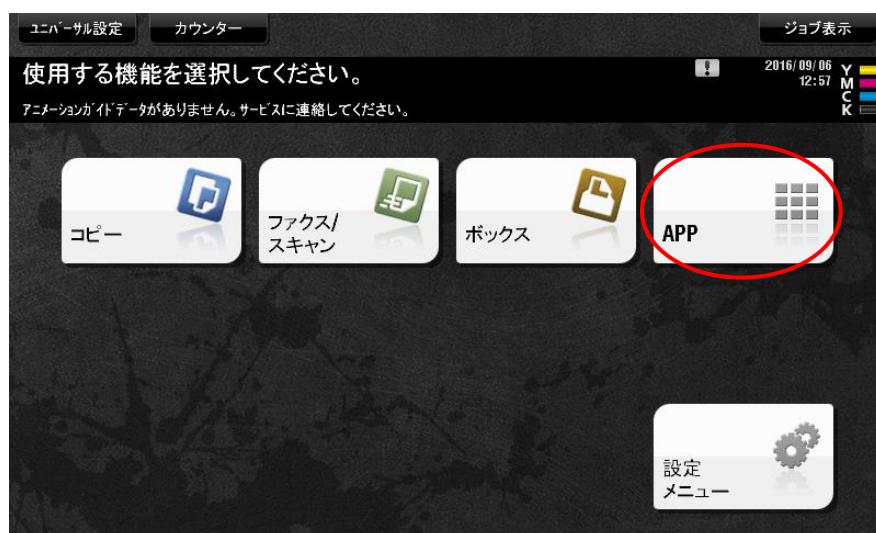 ユニバーサル設定
カウンター
ジョブ表示
使用する機能を選択してください。
アニメーションガイドデータがありません。サービスに連絡してください。
!
2016/09/06
12:57
Y
M
C
K
コピー
ファクス/
スキャン
ボックス
APP
設定
メニュー